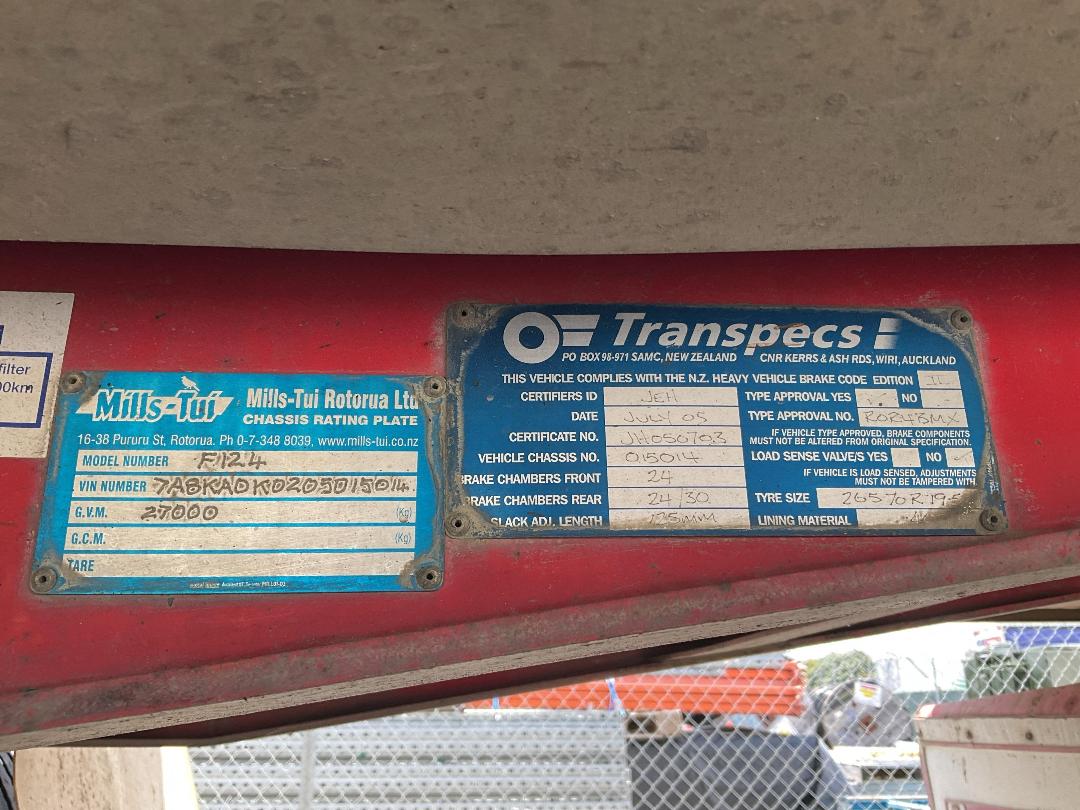 filter
00km
Mills-Tui
Mills-Tui Rotorua Ltd
CHASSIS RATING PLATE
16-38 Pururu St, Rotorua. Ph 0-7-348 8039, www.mills-tui.co.nz
MODEL NUMBER F124
VIN NUMBER 7A8KA0K0205015014
G.V.M. 27000 (Kg)
G.C.M. (Kg)
TARE
Transpecs
PO BOX 98-971 SAMC, NEW ZEALAND CNR KERRS & ASH RDS, WIRI, AUCKLAND
THIS VEHICLE COMPLIES WITH THE N.Z. HEAVY VEHICLE BRAKE CODE EDITION II
CERTIFIERS ID JEH TYPE APPROVAL YES NO
DATE JULY 05 TYPE APPROVAL NO.
CERTIFICATE NO. JH050703 IF VEHICLE TYPE APPROVED, BRAKE COMPONENTS
MUST NOT BE ALTERED FROM ORIGINAL SPECIFICATION.
VEHICLE CHASSIS NO. 015014 LOAD SENSE VALVE/S YES NO
BRAKE CHAMBERS FRONT 24 IF VEHICLE IS LOAD SENSED, ADJUSTMENTS
MUST NOT BE TAMPERED WITH.
BRAKE CHAMBERS REAR 24/30 TYRE SIZE 26570R19.5
SLACK ADJ. LENGTH 125MM LINING MATERIAL